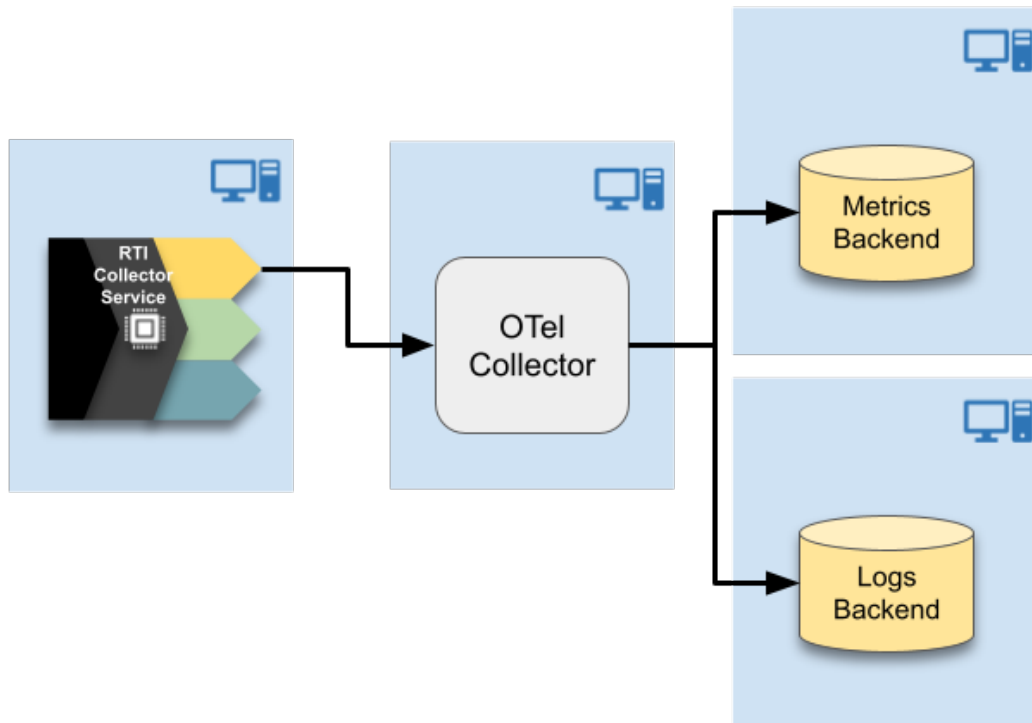 RTI
Collector
Service
OTel
Collector
Metrics
Backend
Logs
Backend